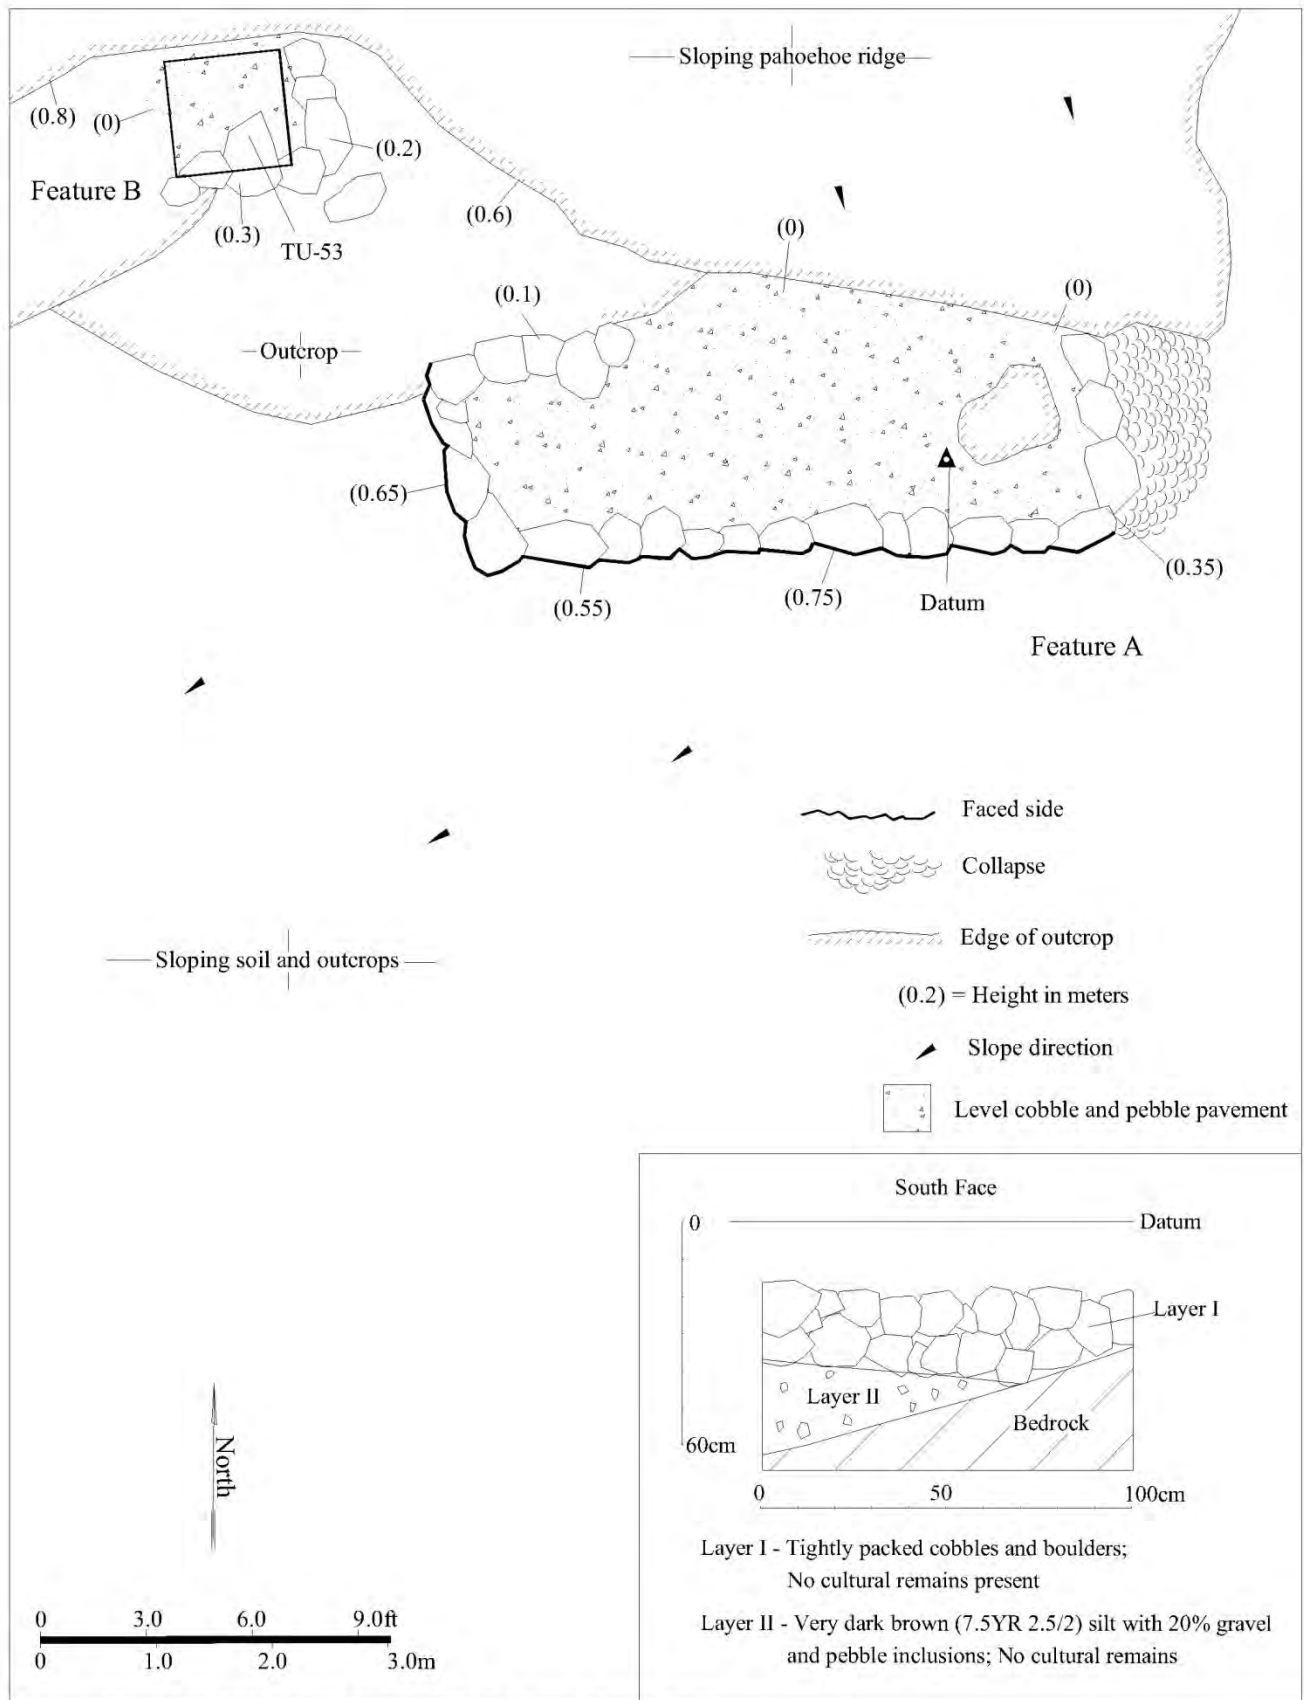 Sloping pahoehoe ridge
(0.8)
(0)
(0.2)
Feature B
(0.6)
(0.3)
TU-53
(0)
(0.1)
(0)
Outcrop
(0.65)
(0.35)
(0.55)
(0.75)
Datum
Feature A
Faced side
Collapse
Sloping soil and outcrops
Edge of outcrop
(0.2) = Height in meters
Slope direction
Level cobble and pebble pavement
South Face
0
Datum
Layer I
Layer II
Bedrock
60cm
0 50 100cm
North
Layer I - Tightly packed cobbles and boulders;
No cultural remains present
Layer II - Very dark brown (7.5YR 2.5/2) silt with 20% gravel
and pebble inclusions; No cultural remains
0 3.0 6.0 9.0ft
0 1.0 2.0 3.0m